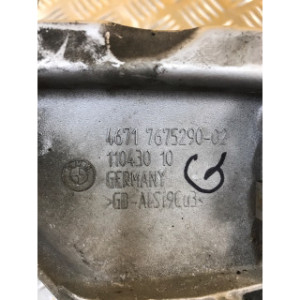 4671 7675290-02
110430 10
GERMANY
>GD-AlSi9Cu3<